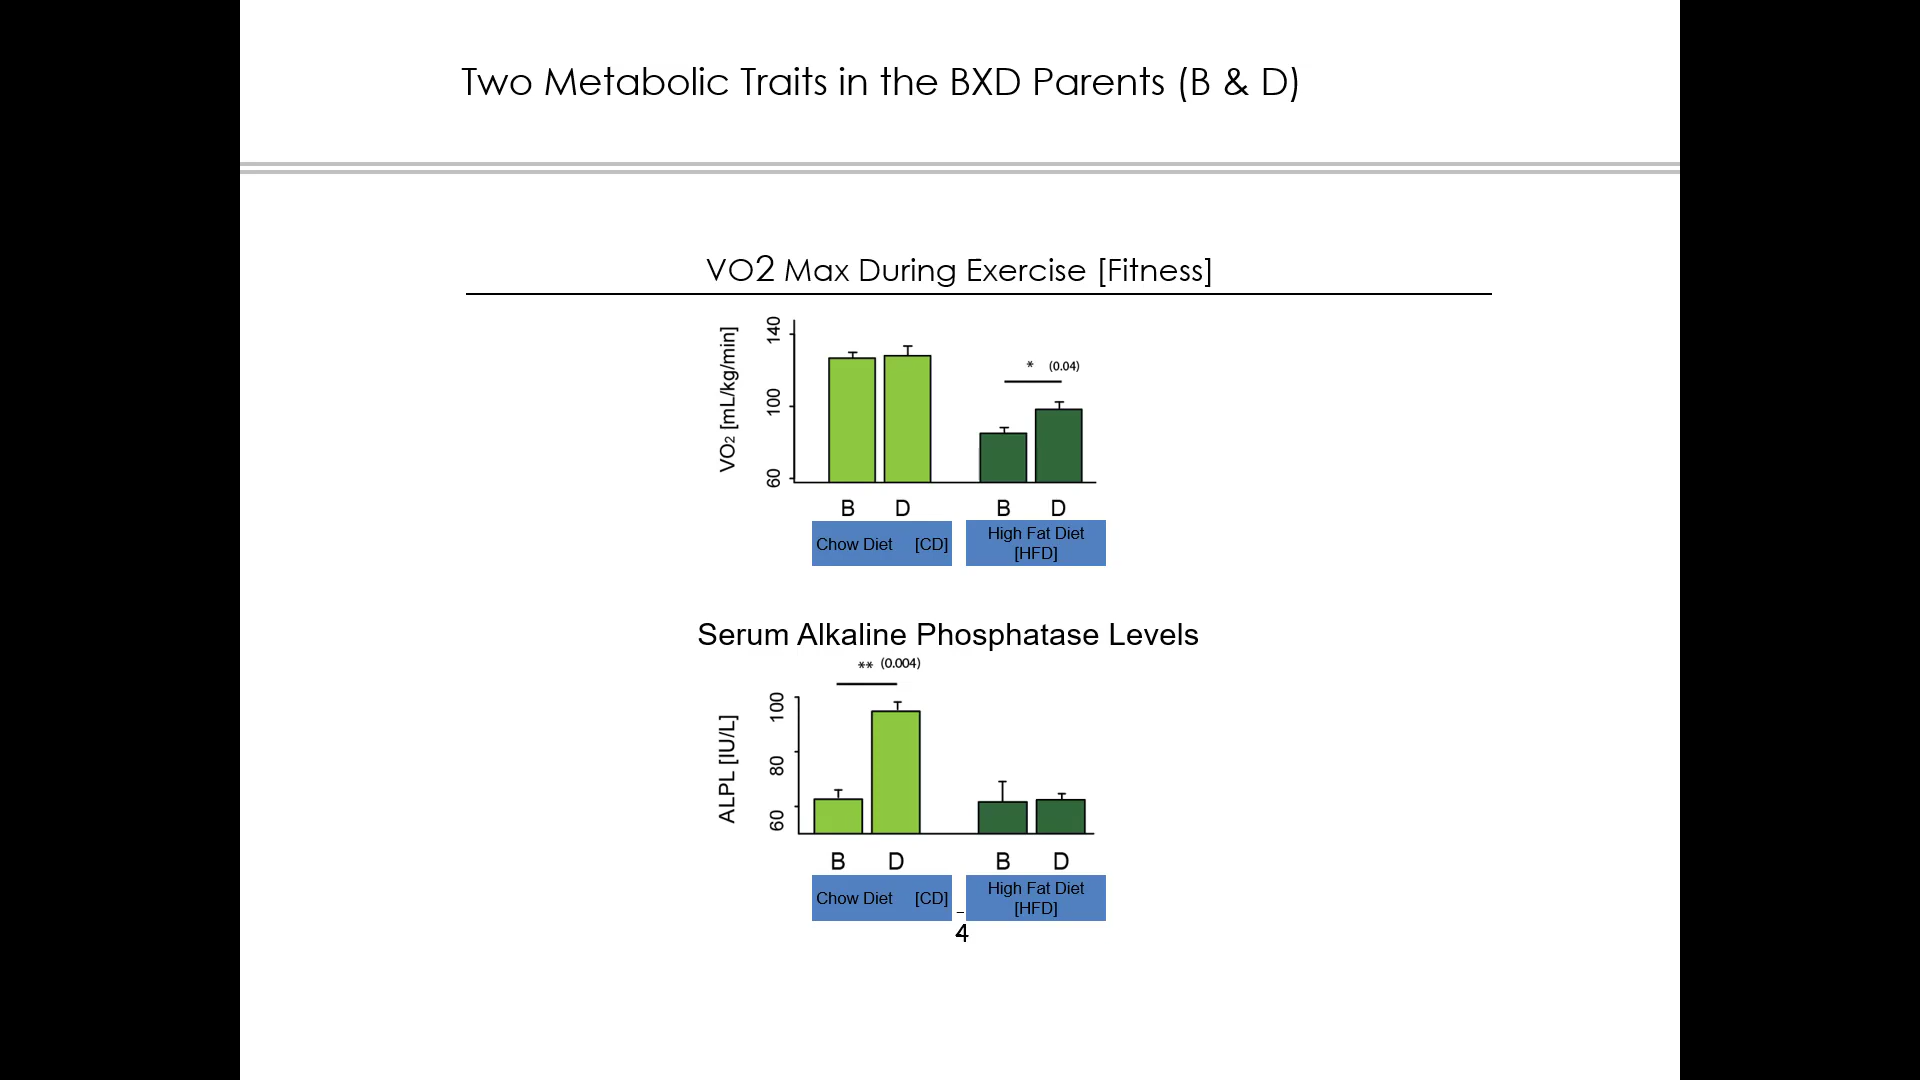 Two Metabolic Traits in the BXD Parents (B & D)
VO2 Max During Exercise [Fitness]
VO2 [mL/kg/min]
140
100
60
* (0.04)
B D B D
Chow Diet [CD]
High Fat Diet
[HFD]
Serum Alkaline Phosphatase Levels
** (0.004)
ALPL [IU/L]
100
80
60
B D B D
Chow Diet [CD]
High Fat Diet
[HFD]
4